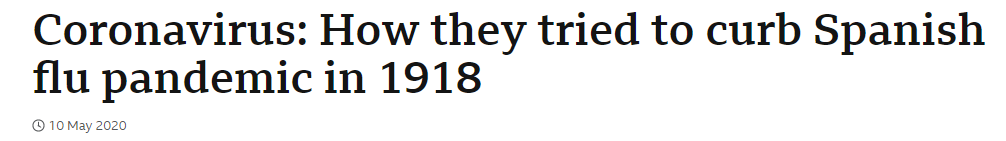 Coronavirus: How they tried to curb Spanish
flu pandemic in 1918
10 May 2020